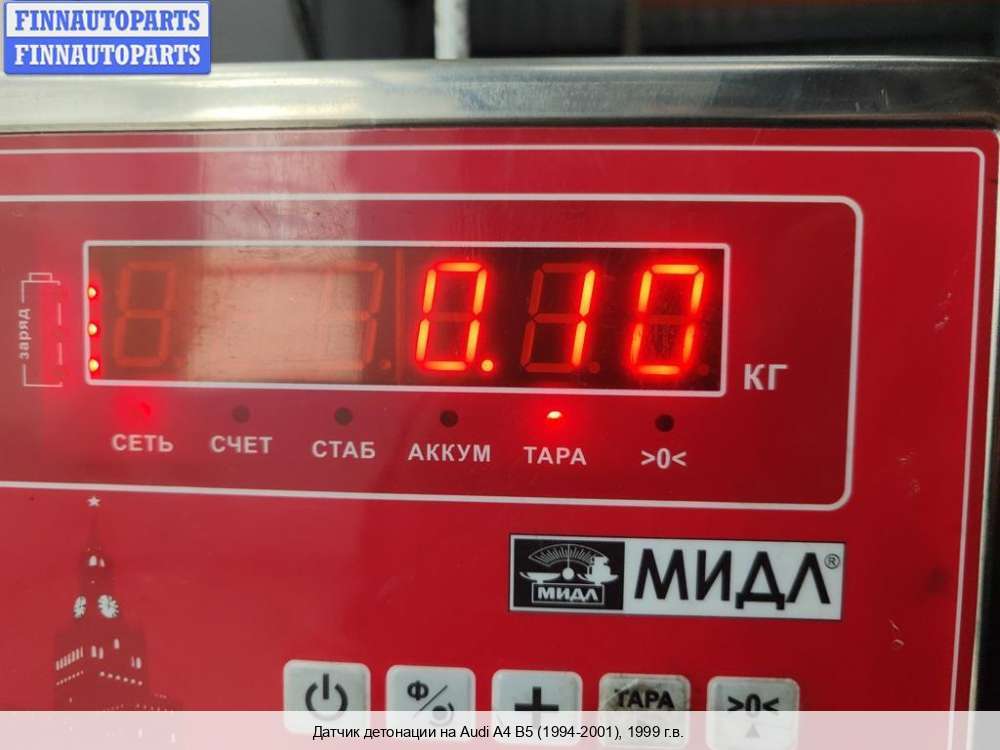 FINNAUTOPARTS
FINNAUTOPARTS
0.10
КГ
заряд
СЕТЬ СЧЕТ СТАБ АККУМ ТАРА >0<
МИДЛ МИДЛ®
Ф ТАРА >0<
Датчик детонации на Audi A4 B5 (1994-2001), 1999 г.в.